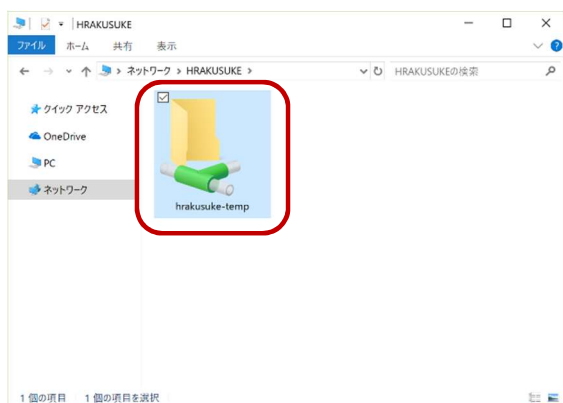 HRAKUSUKE
ファイル ホーム 共有 表示
ネットワーク > HRAKUSUKE >
HRAKUSUKEの検索
クイック アクセス
OneDrive
PC
ネットワーク
hrakusuke-temp
1 個の項目 1 個の項目を選択